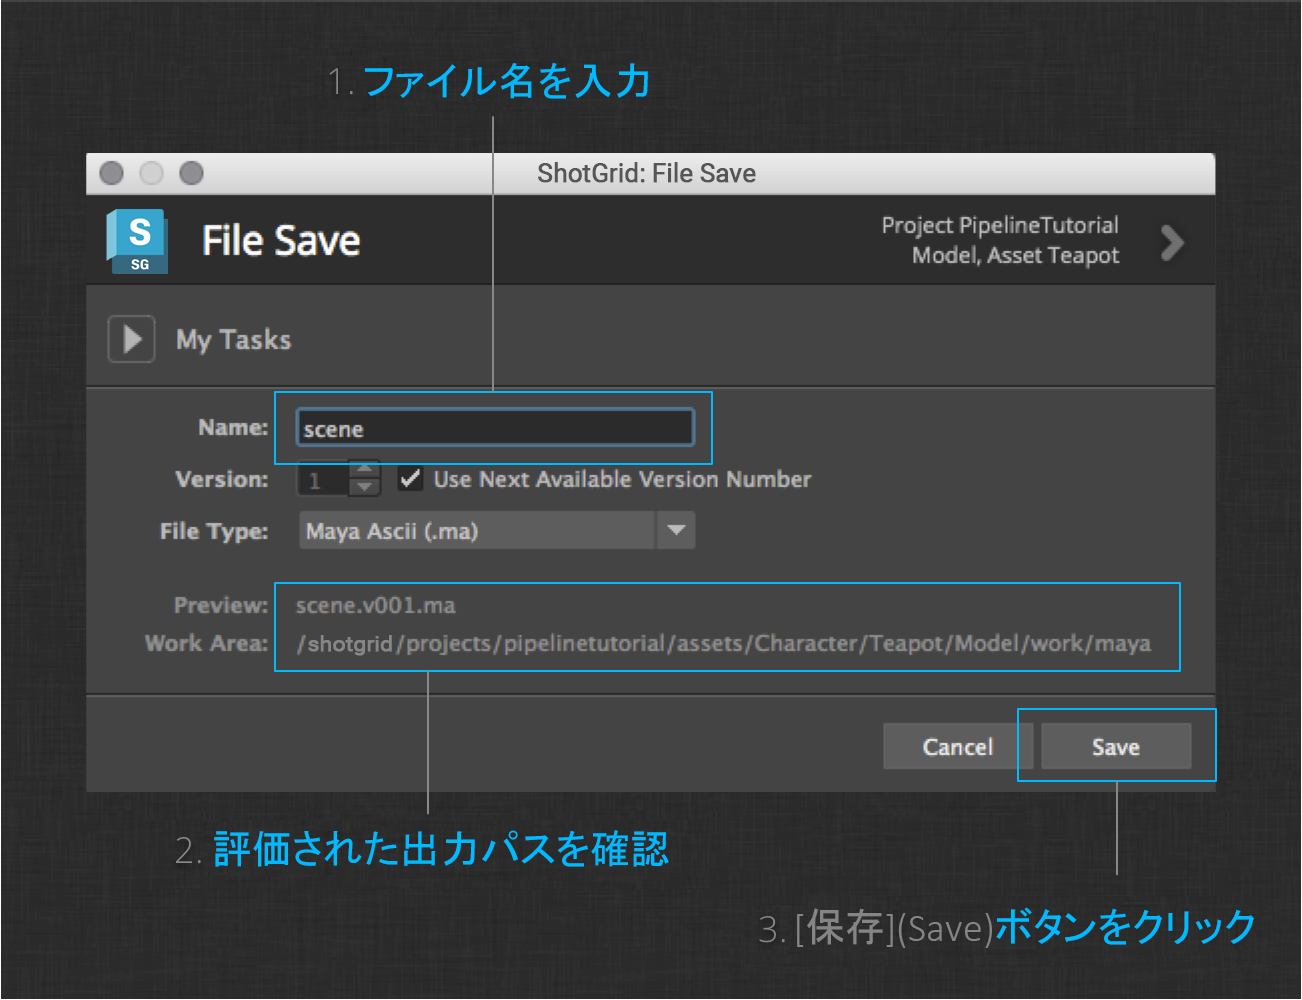 1. ファイル名を入力
ShotGrid: File Save
S
SG
File Save
Project PipelineTutorial
Model, Asset Teapot
My Tasks
Name: scene
Version: 1 Use Next Available Version Number
File Type: Maya Ascii (.ma)
Preview: scene.v001.ma
Work Area: /shotgrid/projects/pipelinetutorial/assets/Character/Teapot/Model/work/maya
Cancel Save
2. 評価された出力パスを確認
3. [保存](Save)ボタンをクリック